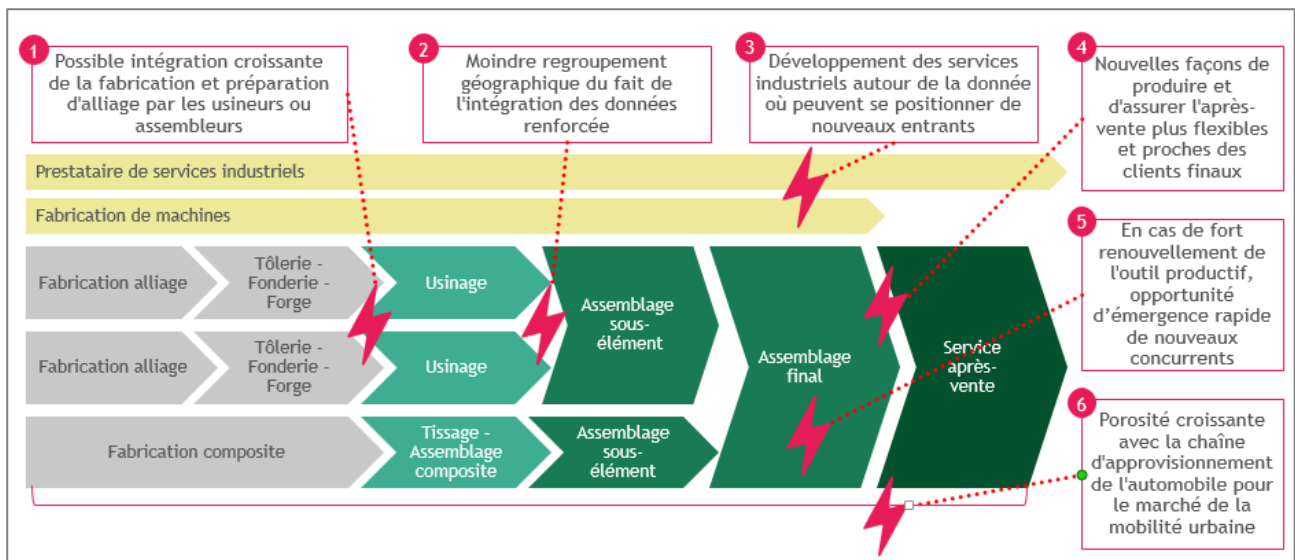 1
Possible intégration croissante
de la fabrication et préparation
d'alliage par les usineurs ou
assembleurs
2
Moindre regroupement
géographique du fait de
l'intégration des données
renforcée
3
Développement des services
industriels autour de la donnée
où peuvent se positionner de
nouveaux entrants
4
Nouvelles façons de
produire et
d'assurer l'après-
vente plus flexibles
et proches des
clients finaux
Prestataire de services industriels
Fabrication de machines
5
En cas de fort
renouvellement de
l'outil productif,
opportunité
d’émergence rapide
de nouveaux
concurrents
Fabrication alliage
Tôlerie -
Fonderie -
Forge
Usinage
Assemblage
sous-
élément
Fabrication alliage
Tôlerie -
Fonderie -
Forge
Usinage
Assemblage
final
Service
après-
vente
Fabrication composite
Tissage -
Assemblage
composite
Assemblage
sous-
élément
6
Porosité croissante
avec la chaîne
d'approvisionnement
de l'automobile pour
le marché de la
mobilité urbaine